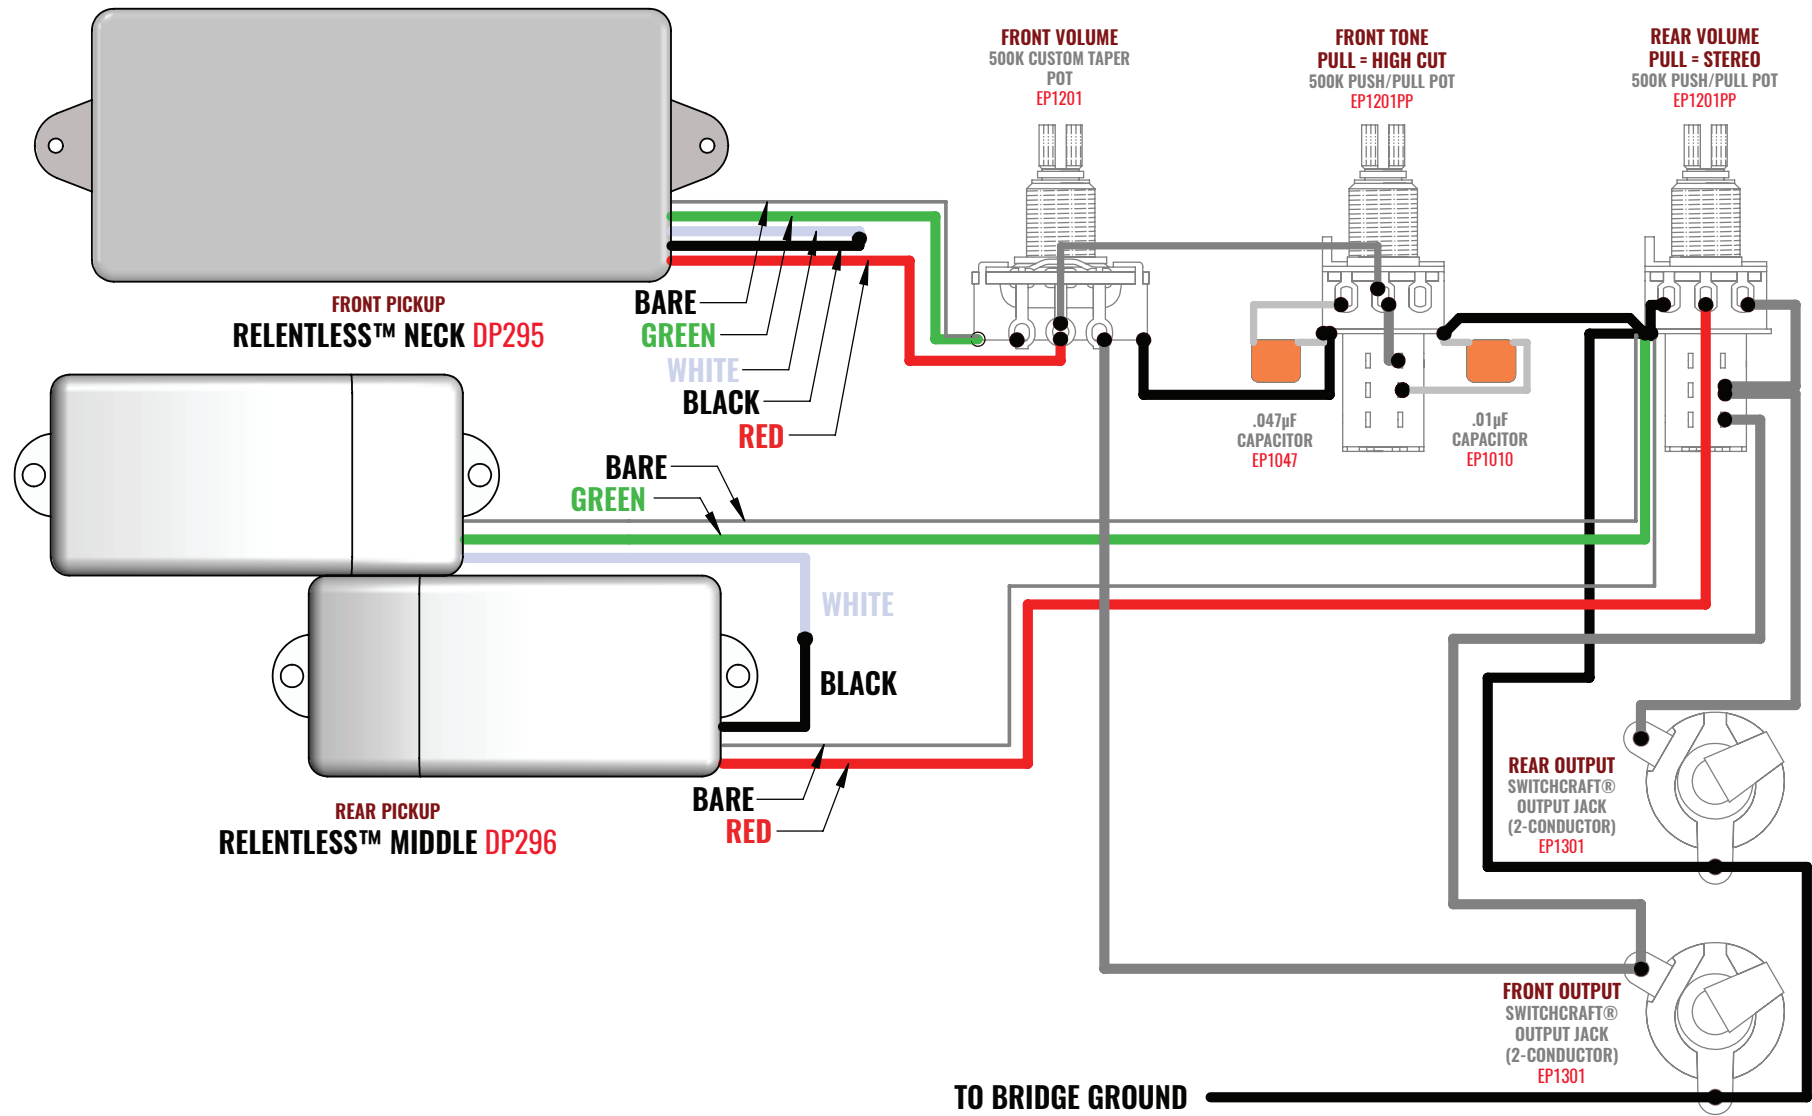 FRONT VOLUME
500K CUSTOM TAPER
POT
EP1201
FRONT TONE
PULL = HIGH CUT
500K PUSH/PULL POT
EP1201PP
REAR VOLUME
PULL = STEREO
500K PUSH/PULL POT
EP1201PP
FRONT PICKUP
RELENTLESS™ NECK DP295
BARE
GREEN
WHITE
BLACK
RED
.047µF
CAPACITOR
EP1047
.01µF
CAPACITOR
EP1010
BARE
GREEN
WHITE
BLACK
BARE
RED
REAR PICKUP
RELENTLESS™ MIDDLE DP296
REAR OUTPUT
SWITCHCRAFT®
OUTPUT JACK
(2-CONDUCTOR)
EP1301
FRONT OUTPUT
SWITCHCRAFT®
OUTPUT JACK
(2-CONDUCTOR)
EP1301
TO BRIDGE GROUND